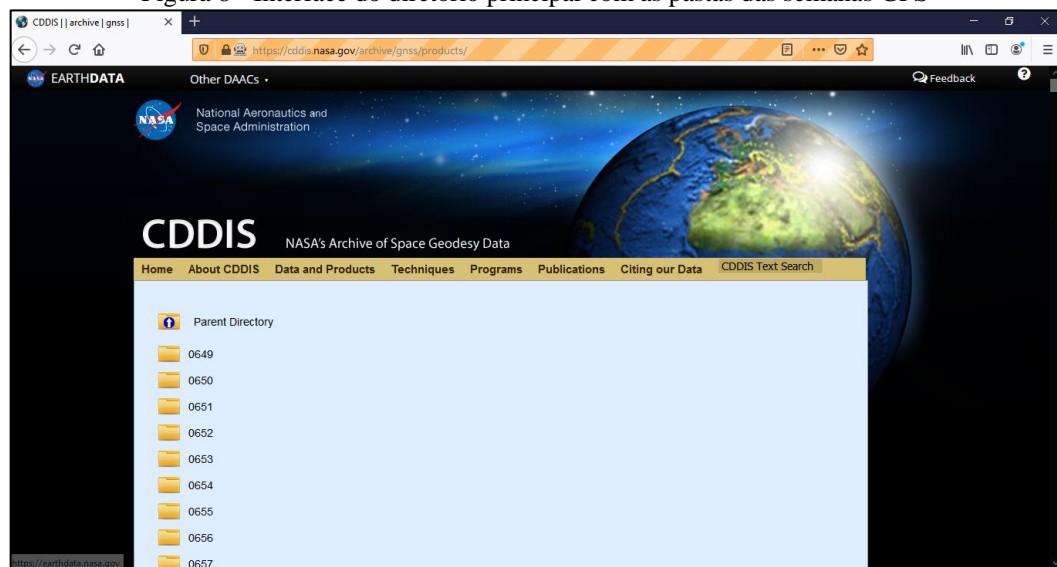 Figura 6 - Interface do diretório principal com as pastas das semanas GPS
CDDIS | | archive | gnss |
https://cddis.nasa.gov/archive/gnss/products/
EARTHDATA
Other DAACs
Feedback
?
NASA
National Aeronautics and
Space Administration
CDDIS
NASA's Archive of Space Geodesy Data
Home About CDDIS Data and Products Techniques Programs Publications Citing our Data CDDIS Text Search
Parent Directory
0649
0650
0651
0652
0653
0654
0655
0656
0657
https://earthdata.nasa.gov